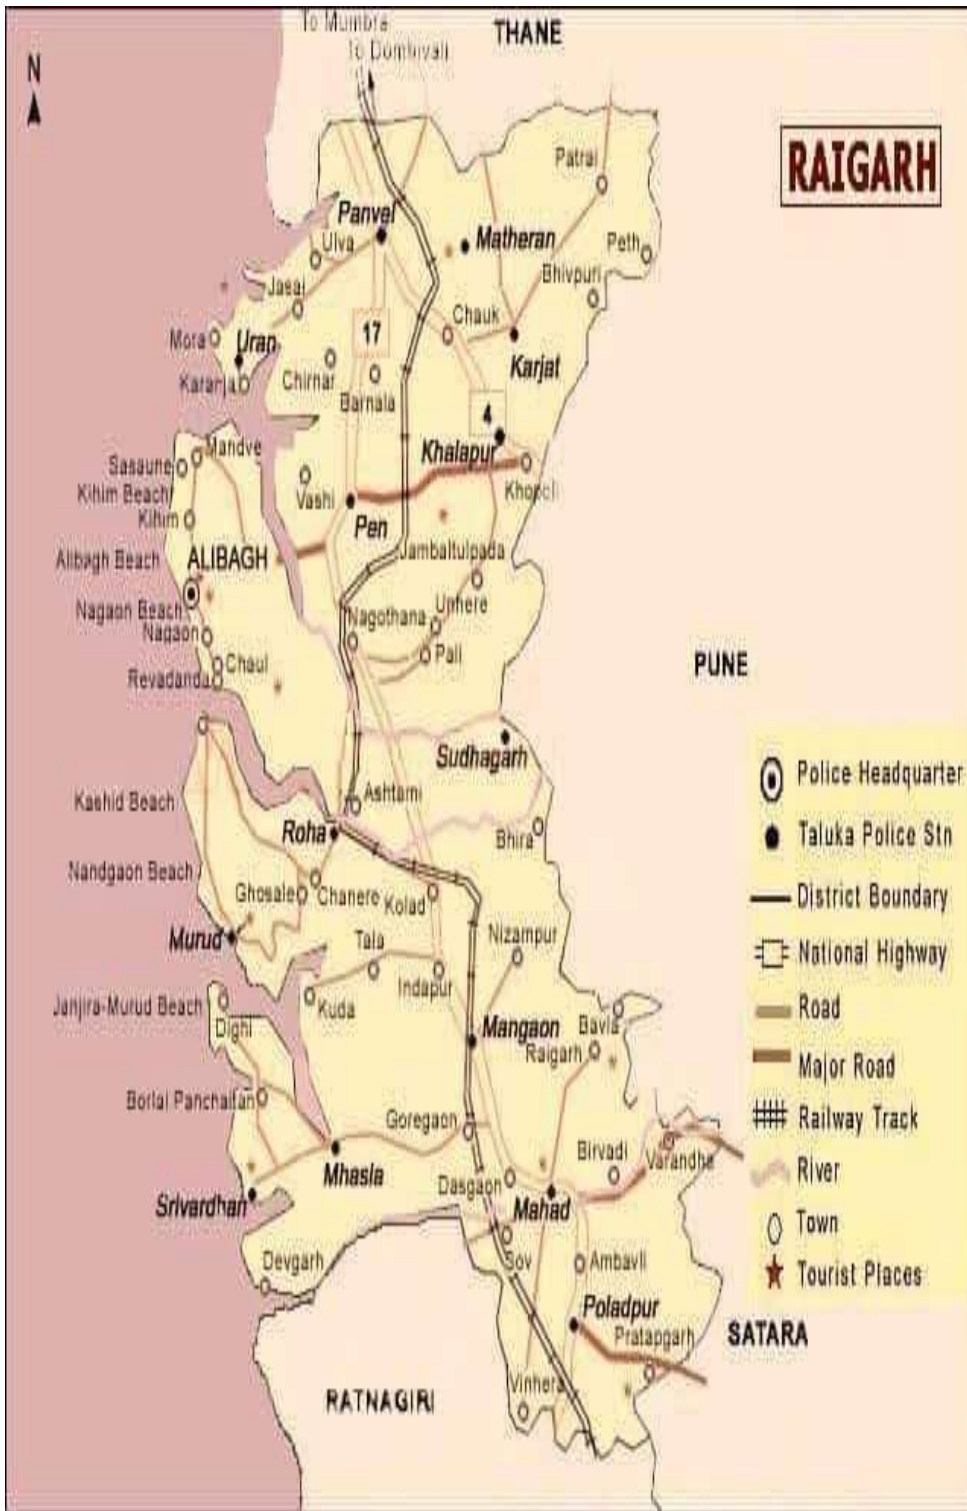 To Mumbra
To Dombivali
THANE
N
RAIGARH
Patraj
Panvel
Ulva
Matheran
Peth
Jasai
Bhivpuri
Chauk
Mora
Uran
17
Karjat
Karanja
Chirnar
Barnala
4
Mandve
Khalapur
Sasaune
Kihim Beach
Vashi
Khopoli
Kihim
Pen
Alibagh Beach
ALIBAGH
Jambaltulpada
Nagaon Beach
Nagothana
Unhere
Nagaon
Chaul
Pali
Revadanda
PUNE
Sudhagarh
Police Headquarter
Kashid Beach
Ashtami
Roha
Bhira
Taluka Police Stn
Nandgaon Beach
Ghosale
Chanere
Kolad
District Boundary
Murud
Tala
Nizampur
National Highway
Janjira-Murud Beach
Indapur
Kuda
Road
Dighi
Mangaon
Bavla
Raigarh
Major Road
Borlai Panchaitan
Goregaon
Railway Track
Birvadi
Varandha
Mhasla
Dasgaon
River
Srivardhan
Mahad
Town
Devgarh
Sov
Ambavli
Tourist Places
Poladpur
Pratapgarh
SATARA
Vinhera
RATNAGIRI